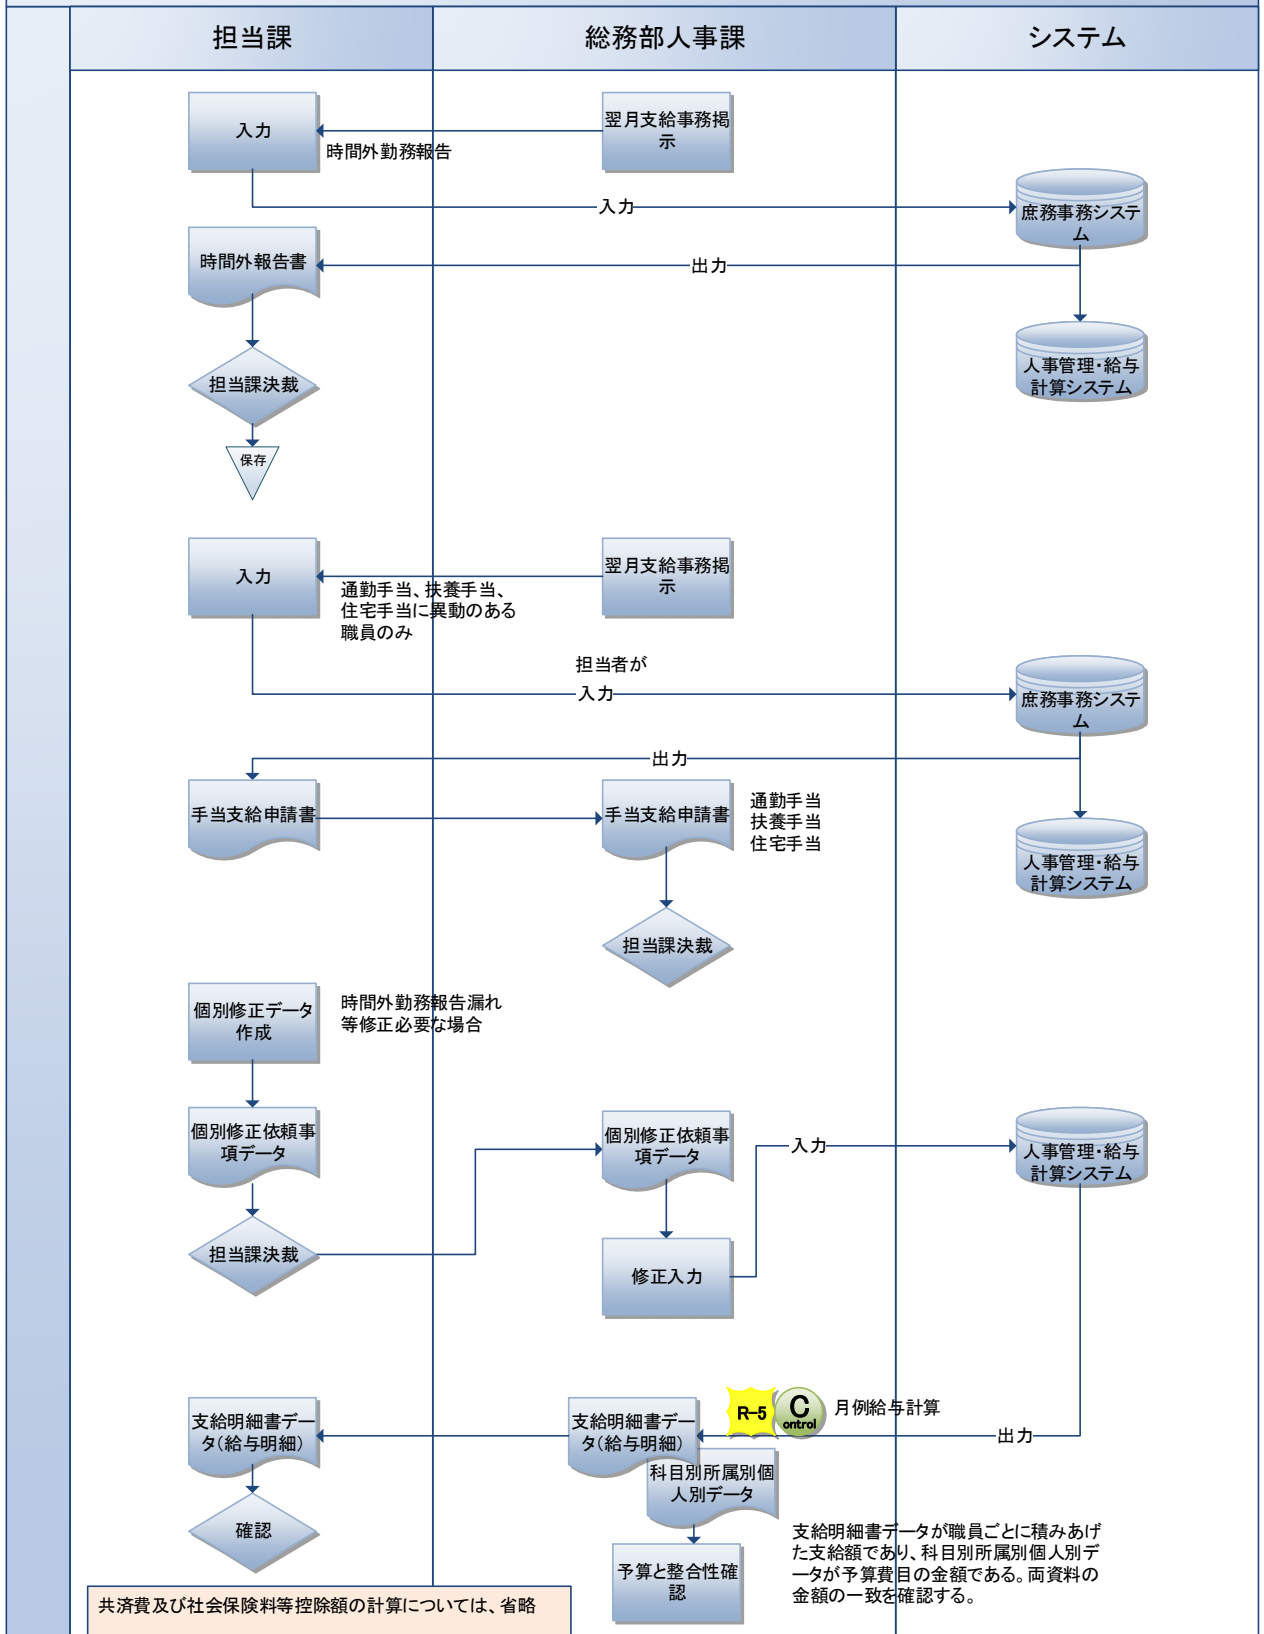 担当課
総務部人事課
システム
入力
翌月支給事務掲
示
時間外勤務報告
入力
庶務事務システ
ム
時間外報告書
出力
人事管理・給与
計算システム
担当課決裁
保存
入力
翌月支給事務掲
示
通勤手当、扶養手当、
住宅手当に異動のある
職員のみ
担当者が
入力
庶務事務システ
ム
出力
手当支給申請書
手当支給申請書
通勤手当
扶養手当
住宅手当
人事管理・給与
計算システム
担当課決裁
個別修正データ
作成
時間外勤務報告漏れ
等修正必要な場合
個別修正依頼事
項データ
個別修正依頼事
項データ
入力
人事管理・給与
計算システム
担当課決裁
修正入力
R-5
C
ontrol
月例給与計算
支給明細書デー
タ(給与明細)
支給明細書デー
タ(給与明細)
出力
科目別所属別個
人別データ
確認
予算と整合性確
認
支給明細書データが職員ごとに積みあげ
た支給額であり、科目別所属別個人別デ
ータが予算費目の金額である。両資料の
金額の一致を確認する。
共済費及び社会保険料等控除額の計算については、省略